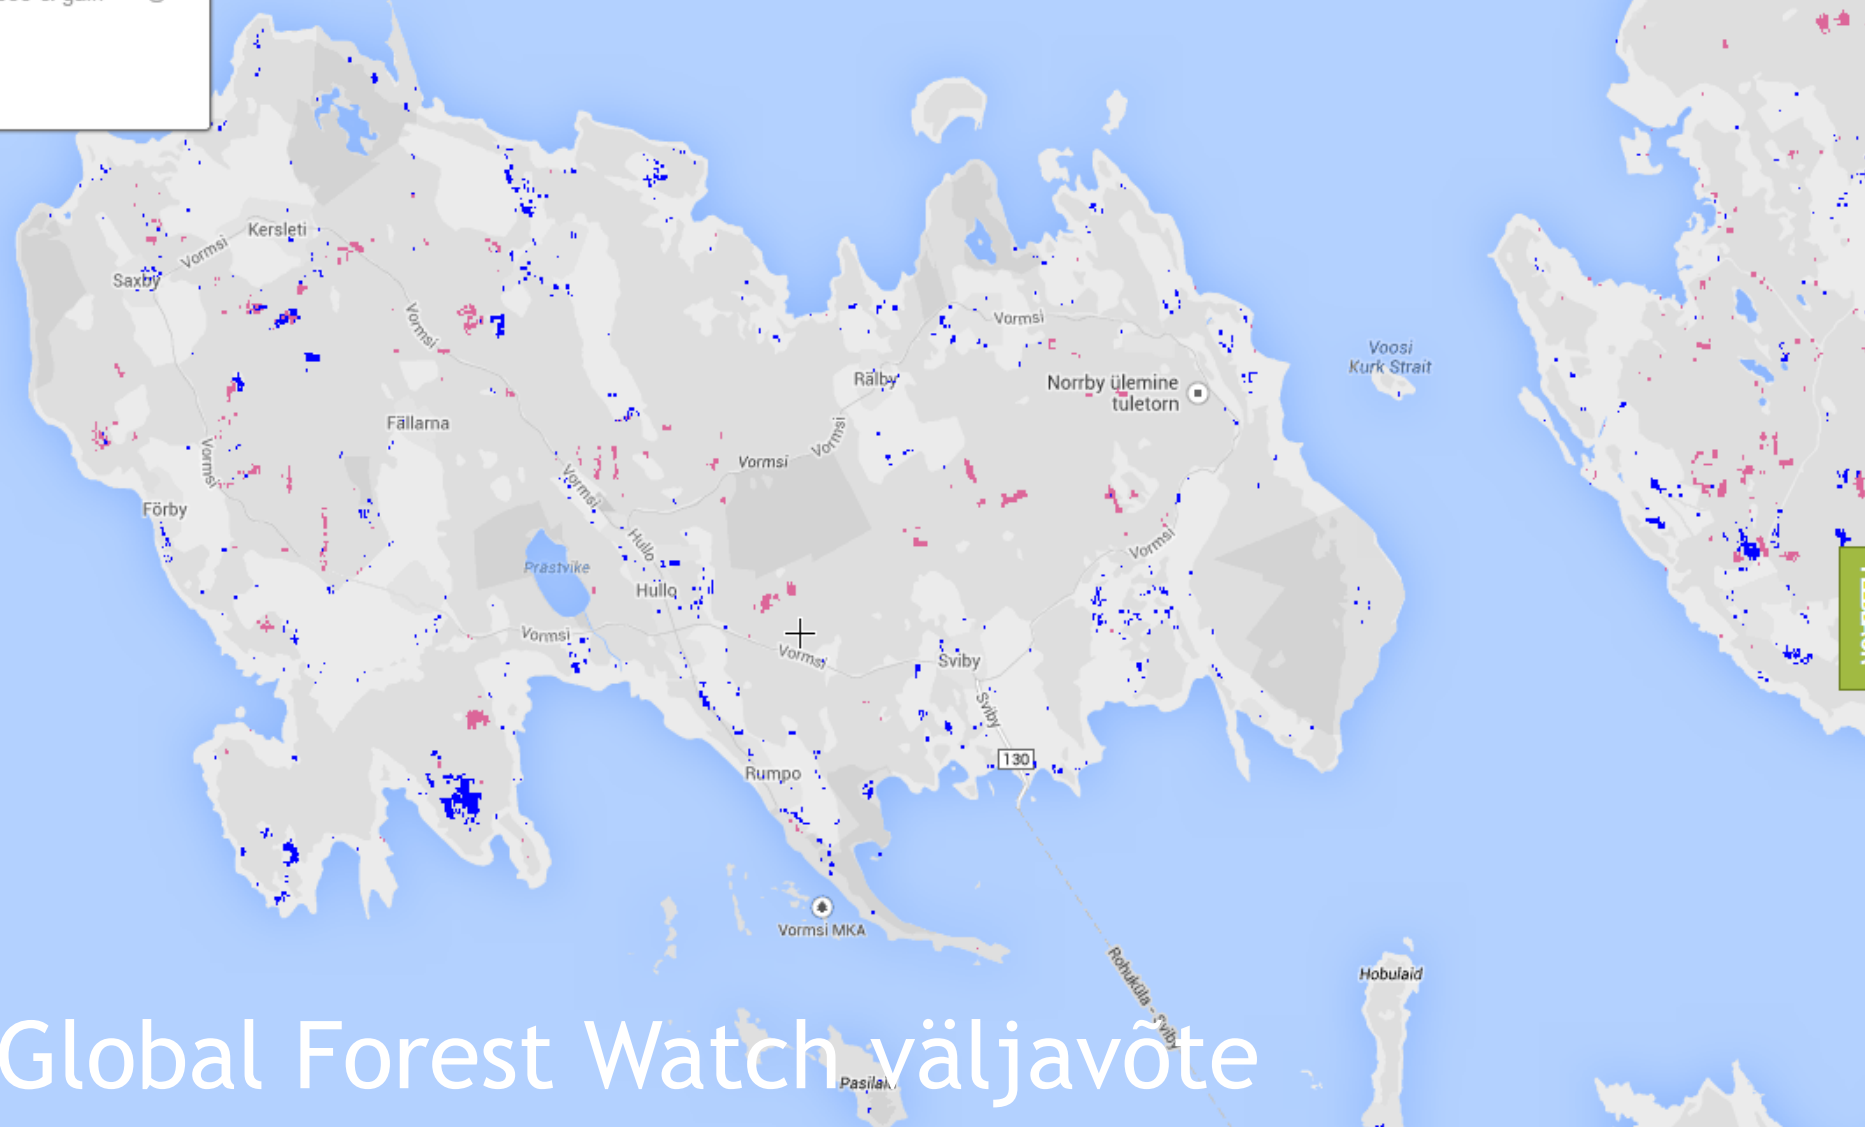 Kersleti
Vormsi
Saxby
Vormsi
Vormsi
Rälby
Voosi
Kurk Strait
Norrby ülemine
tuletorn
Fällarna
Vormsi
Vormsi
Vormsi
Vormsi
Förby
Hullo
Vormsi
Prästvike
Hullo
Vormsi
Vormsi
Sviby
Sviby
130
Rumpo
Vormsi MKA
Rohuküla - Sviby
Hobulaid
Global Forest Watch väljavõte